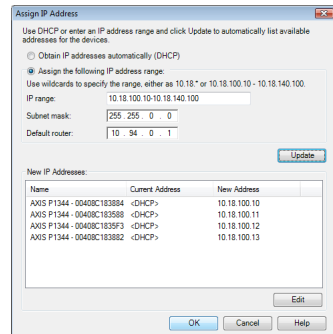 Assign IP Address
Use DHCP or enter an IP address range and click Update to automatically list available
addresses for the devices.
Obtain IP addresses automatically (DHCP)
Assign the following IP address range:
Use wildcards to specify the range, either as 10.18.* or 10.18.100.10 - 10.18.140.100.
IP range: 10.18.100.10-10.18.140.100
Subnet mask: 255 . 255 . 0 . 0
Default router: 10 . 94 . 0 . 1
Update
New IP Addresses:
Name Current Address New Address
AXIS P1344 - 00408C183884 <DHCP> 10.18.100.10
AXIS P1344 - 00408C183588 <DHCP> 10.18.100.11
AXIS P1344 - 00408C1835F3 <DHCP> 10.18.100.12
AXIS P1344 - 00408C183882 <DHCP> 10.18.100.13
Edit
OK Cancel Help